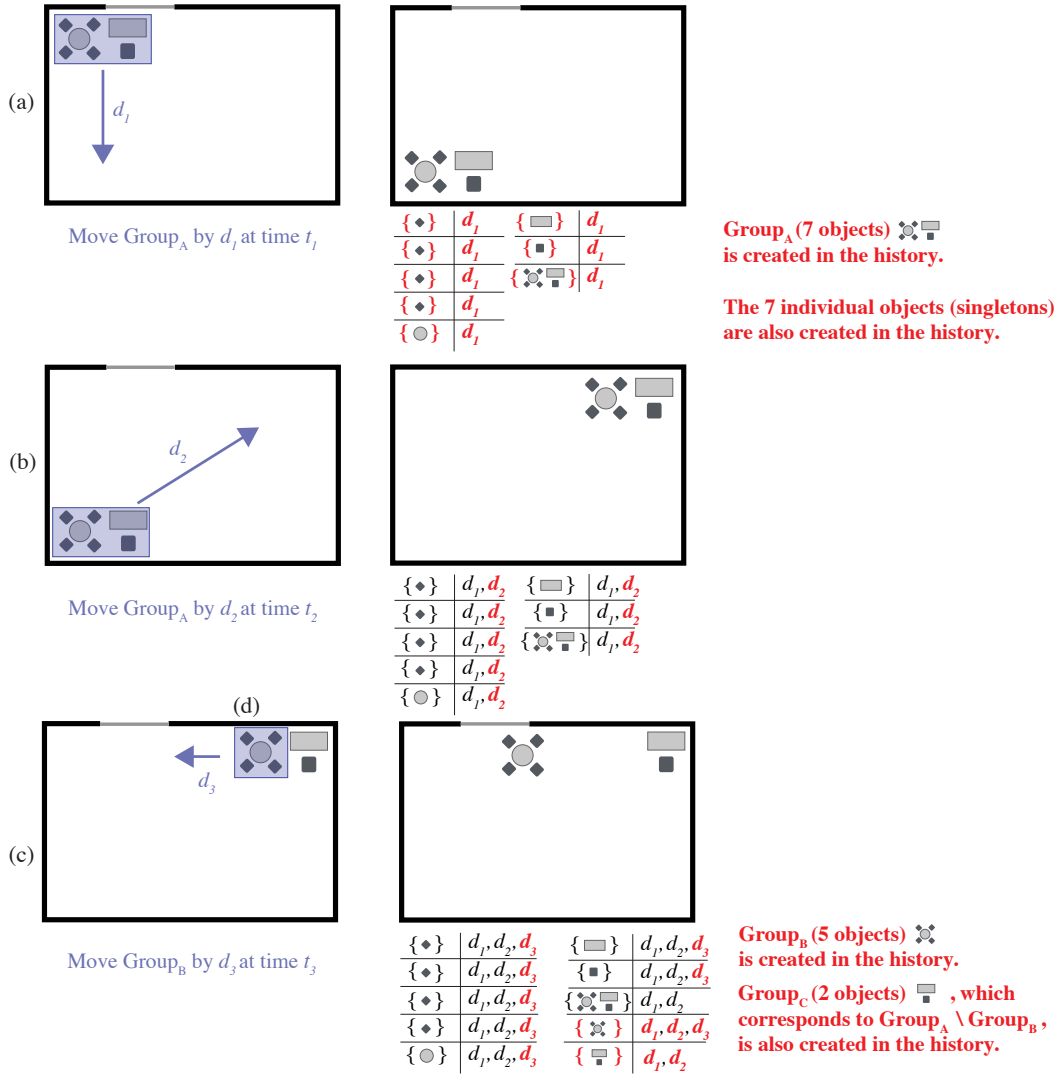 (a)
d1
Move GroupA by d1 at time t1
{ } d1 { } d1
{ } d1 { } d1
{ } d1 { } d1
{ } d1
{ } d1
GroupA (7 objects)
is created in the history.
The 7 individual objects (singletons)
are also created in the history.
(b)
d2
Move GroupA by d2 at time t2
{ } d1,d2 { } d1,d2
{ } d1,d2 { } d1,d2
{ } d1,d2 { } d1,d2
{ } d1,d2
{ } d1,d2
(d)
d3
(c)
Move GroupB by d3 at time t3
{ } d1,d2,d3 { } d1,d2,d3
{ } d1,d2,d3 { } d1,d2,d3
{ } d1,d2,d3 { } d1,d2
{ } d1,d2,d3 { } d1,d2,d3
{ } d1,d2,d3 { } d1,d2
GroupB (5 objects)
is created in the history.
GroupC (2 objects) , which
corresponds to GroupA \ GroupB ,
is also created in the history.